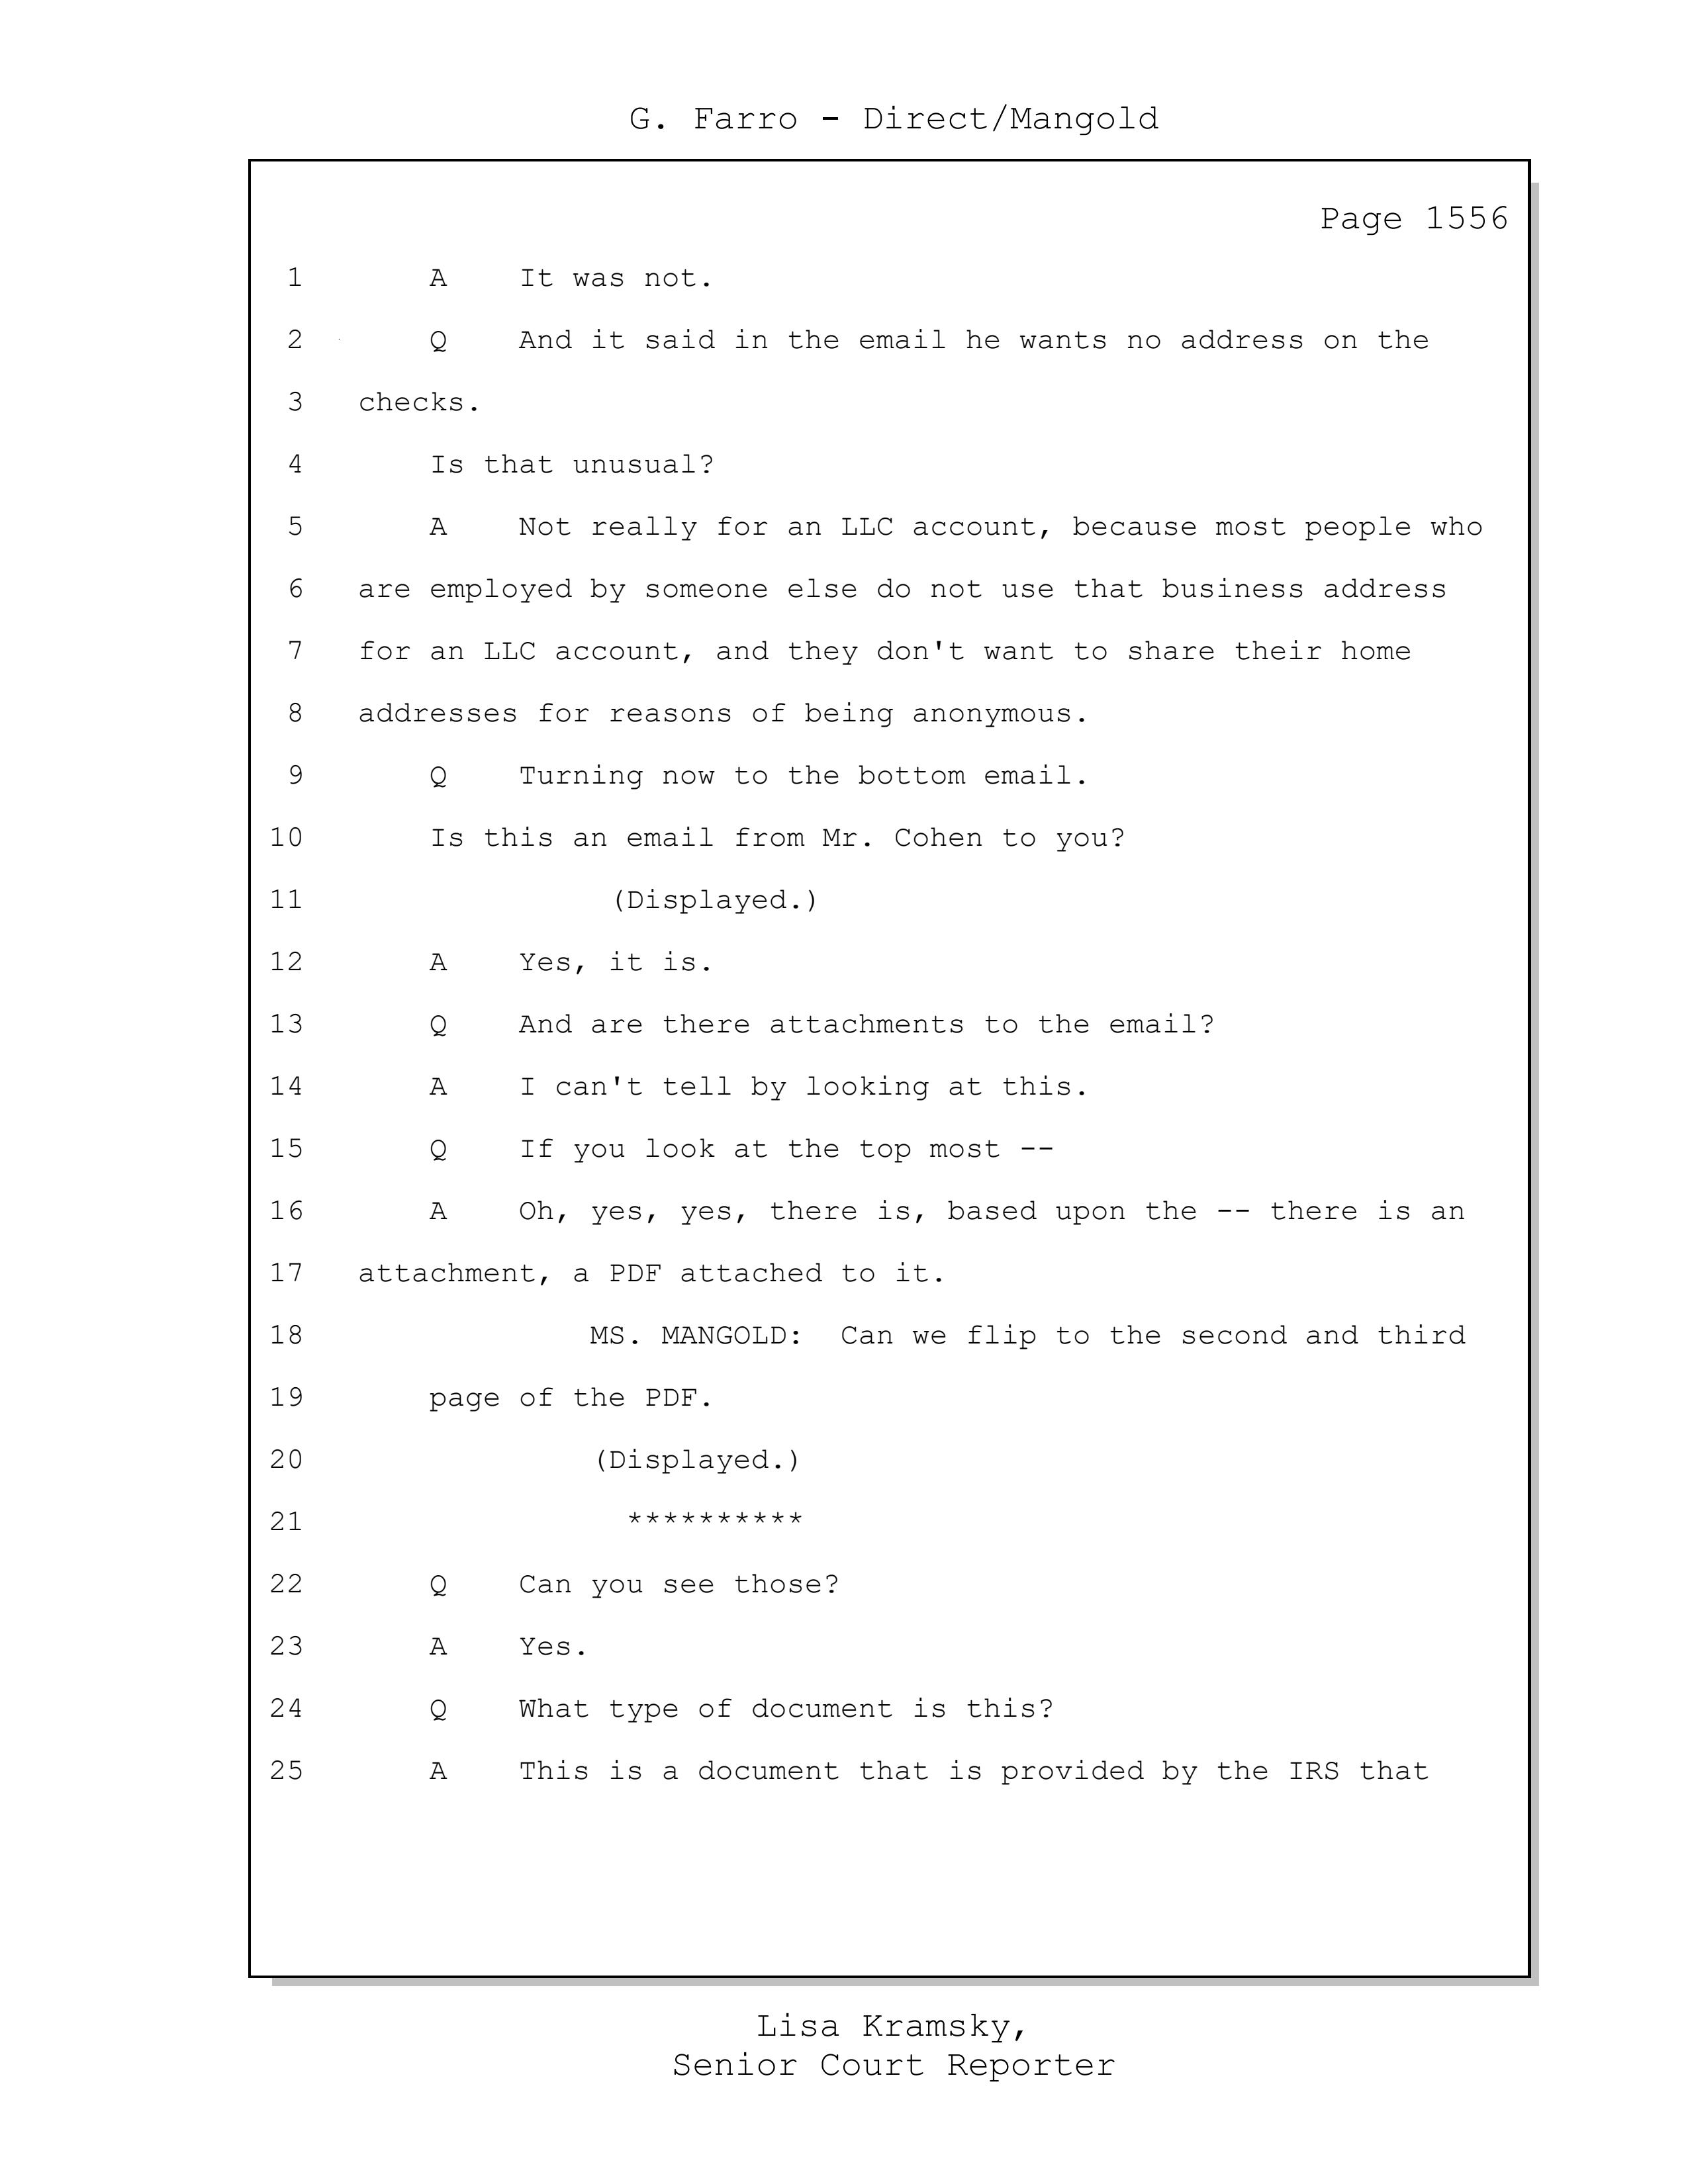 G. Farro - Direct/Mangold
Page 1556
1 A It was not.
2 Q And it said in the email he wants no address on the
3 checks.
4 Is that unusual?
5 A Not really for an LLC account, because most people who
6 are employed by someone else do not use that business address
7 for an LLC account, and they don't want to share their home
8 addresses for reasons of being anonymous.
9 Q Turning now to the bottom email.
10 Is this an email from Mr. Cohen to you?
11 (Displayed.)
12 A Yes, it is.
13 Q And are there attachments to the email?
14 A I can't tell by looking at this.
15 Q If you look at the top most --
16 A Oh, yes, yes, there is, based upon the -- there is an
17 attachment, a PDF attached to it.
18 MS. MANGOLD: Can we flip to the second and third
19 page of the PDF.
20 (Displayed.)
21 **********
22 Q Can you see those?
23 A Yes.
24 Q What type of document is this?
25 A This is a document that is provided by the IRS that
Lisa Kramsky,
Senior Court Reporter